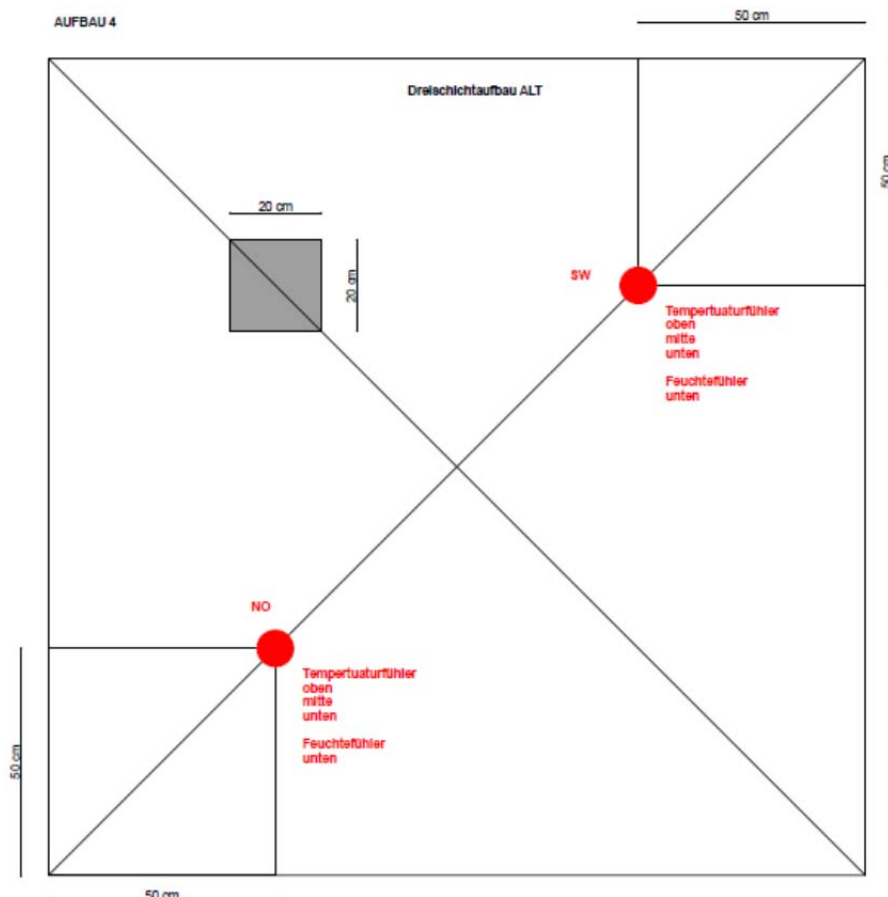 AUFBAU 4
50 cm
Dreischichtaufbau ALT
50 cm
20 cm
20 cm
SW
Tempertuaturfühler
oben
mitte
unten
Feuchtefühler
unten
NO
Tempertuaturfühler
oben
mitte
unten
Feuchtefühler
unten
50 cm
50 cm